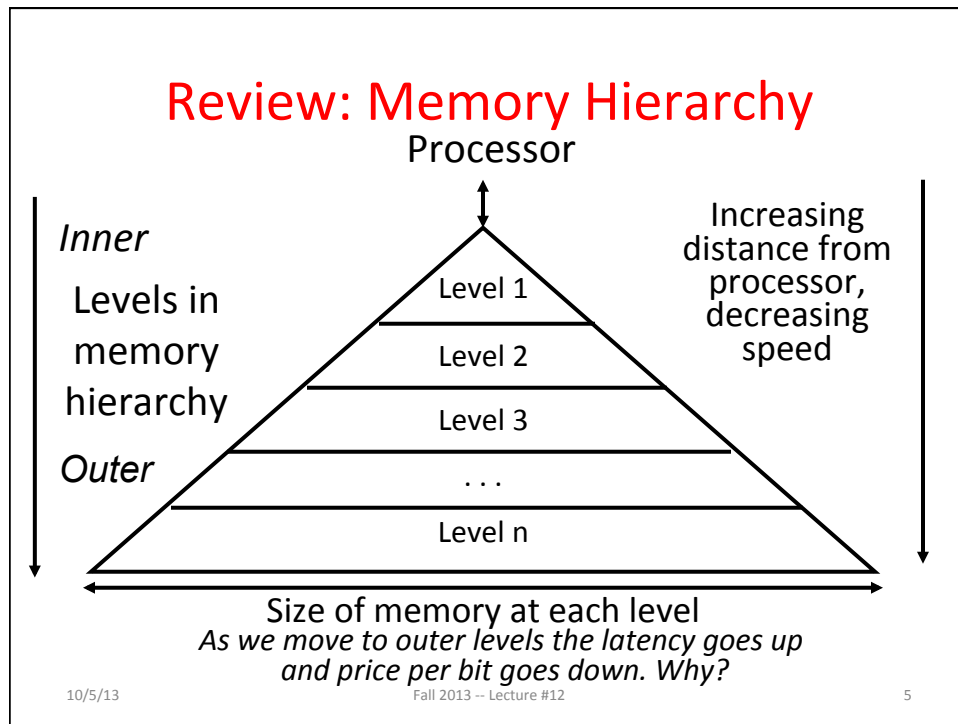 Review: Memory Hierarchy
Processor
Inner
Levels in
memory
hierarchy
Outer
Increasing
distance from
processor,
decreasing
speed
Level 1
Level 2
Level 3
. . .
Level n
Size of memory at each level
As we move to outer levels the latency goes up
and price per bit goes down. Why?
10/5/13
Fall 2013 -- Lecture #12
5